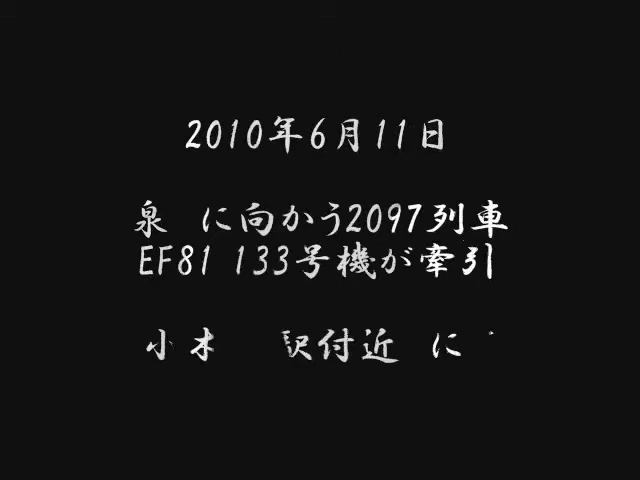 2010年6月11日
泉 に向かう2097列車
EF81 133号機が牽引
小木 駅付近 に